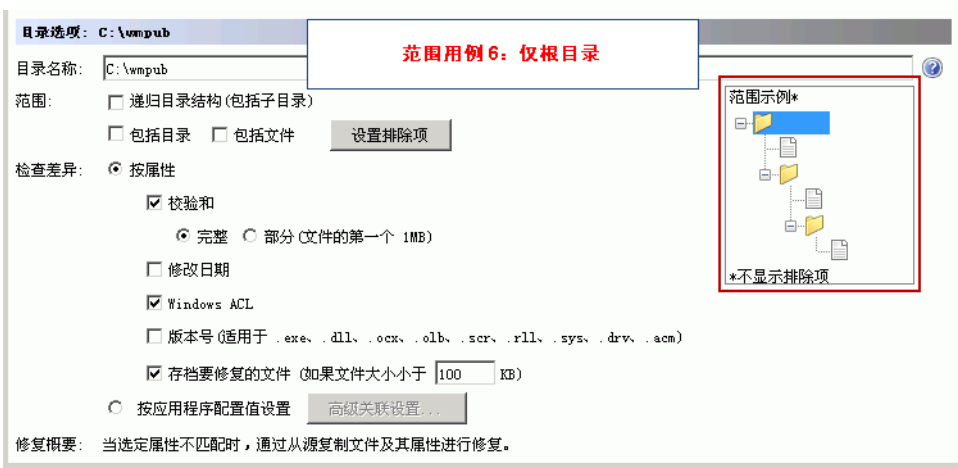 目录选项: C:\wmpub
范围用例 6: 仅根目录
目录名称: C:\wmpub
范围: 递归目录结构(包括子目录)
包括目录 包括文件 设置排除项
范围示例*
*不显示排除项
检查差异: 按属性
校验和
完整 部分(文件的第一个 1MB)
修改日期
Windows ACL
版本号(适用于 .exe、.dll、.ocx、.olb、.scr、.rll、.sys、.drv、.acm)
存档要修复的文件 (如果文件大小小于 100 KB)
按应用程序配置值设置 高级关联设置...
修复概要: 当选定属性不匹配时，通过从源复制文件及其属性进行修复。